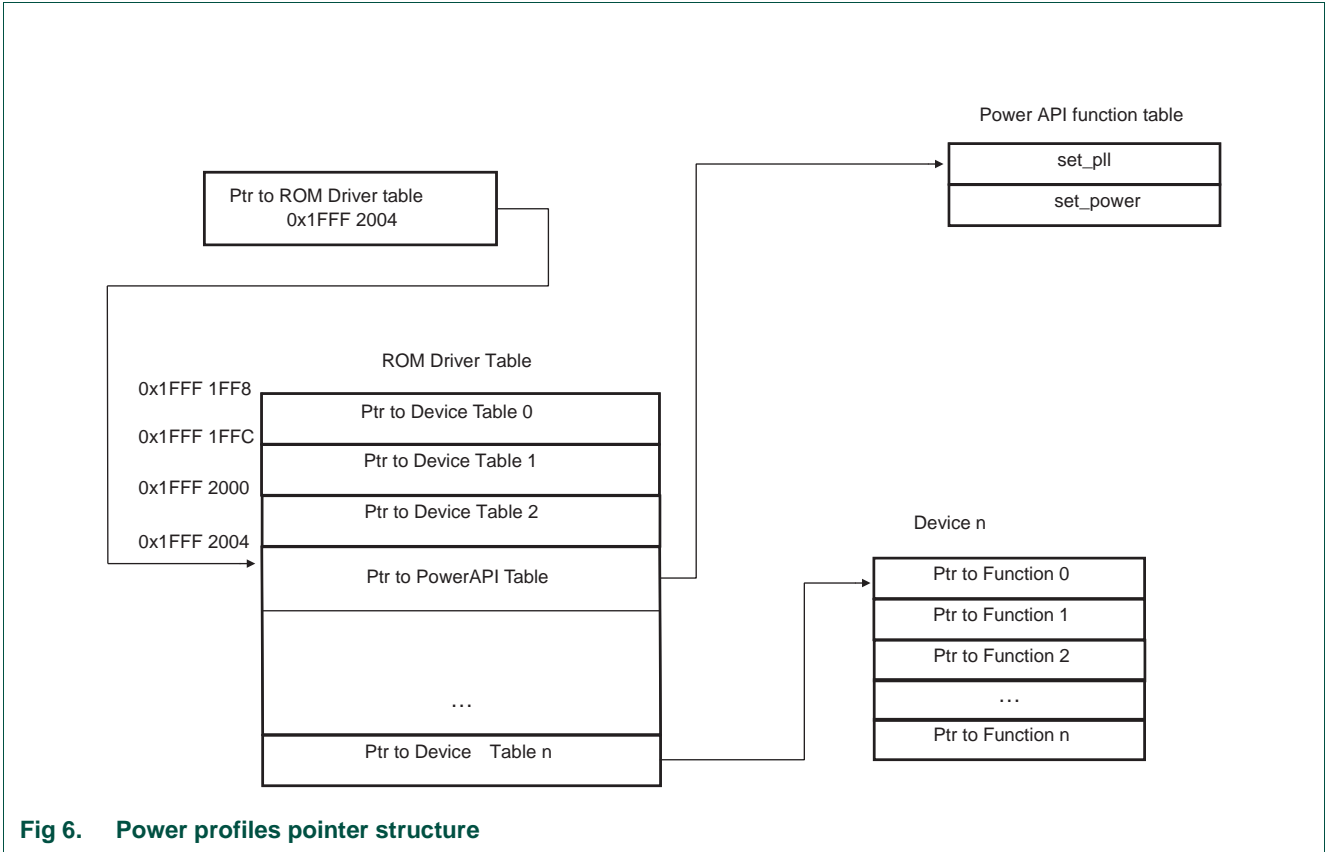 Power API function table
set_pll
set_power
Ptr to ROM Driver table
0x1FFF 2004
ROM Driver Table
0x1FFF 1FF8
Ptr to Device Table 0
0x1FFF 1FFC
Ptr to Device Table 1
0x1FFF 2000
Ptr to Device Table 2
0x1FFF 2004
Ptr to PowerAPI Table
…
Ptr to Device Table n
Device n
Ptr to Function 0
Ptr to Function 1
Ptr to Function 2
…
Ptr to Function n
Fig 6. Power profiles pointer structure